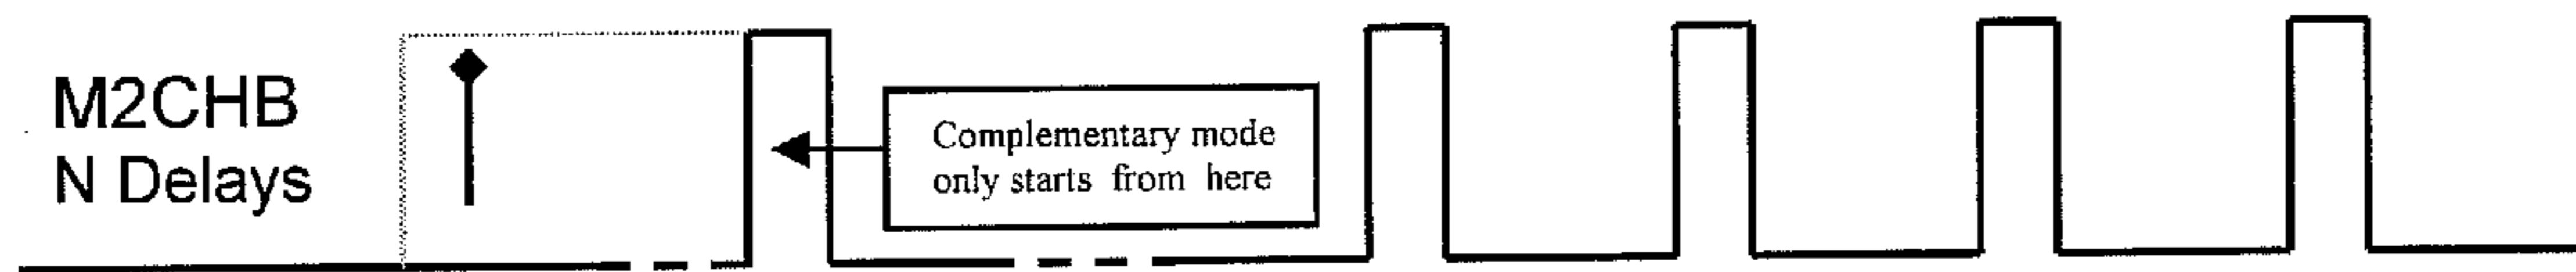 M2CHB
N Delays
Complementary mode
only starts from here